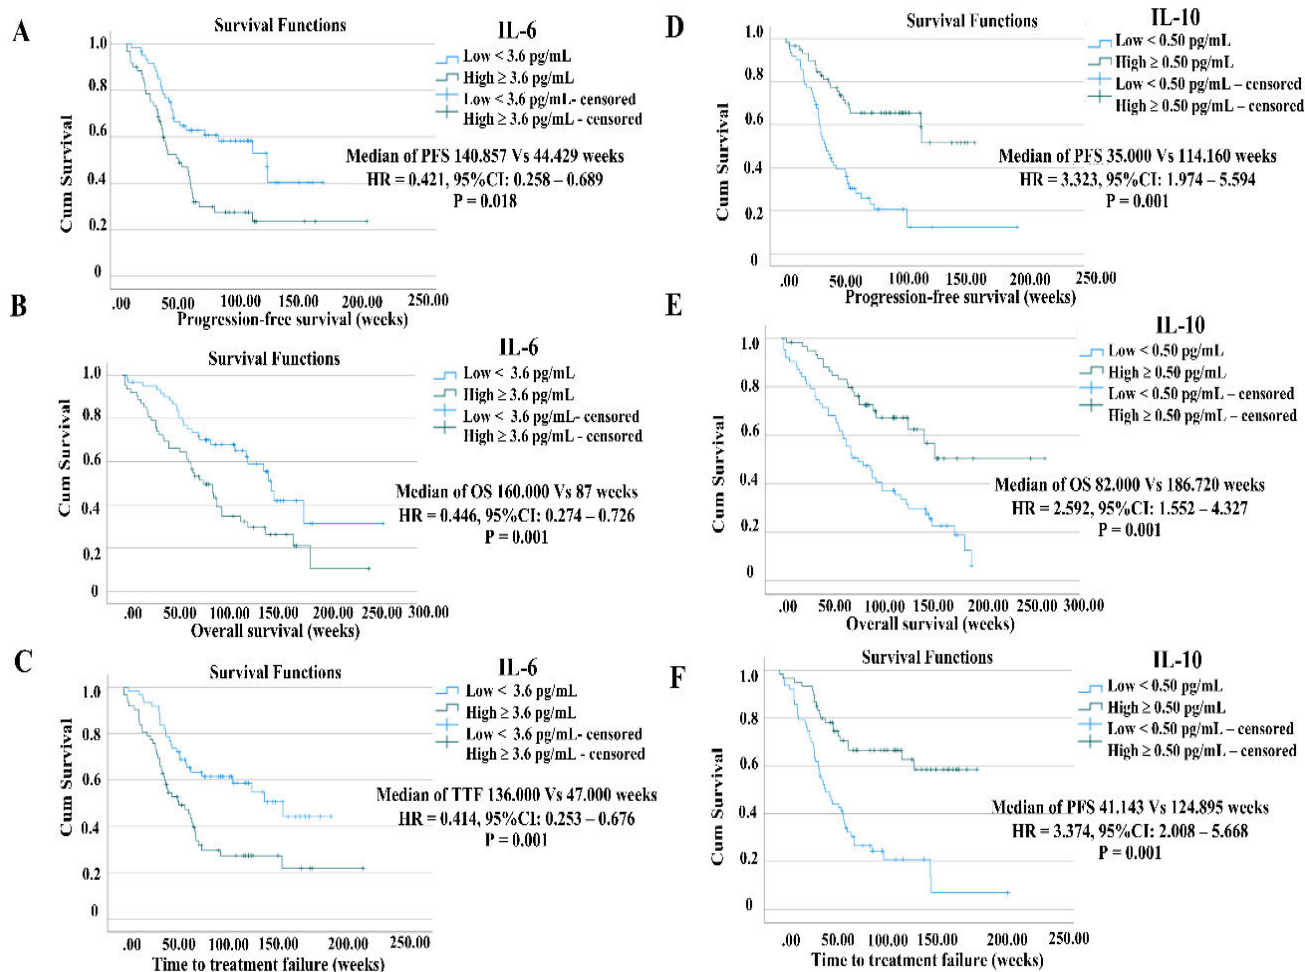 A
Survival Functions
IL-6
Low < 3.6 pg/mL
High ≥ 3.6 pg/mL
Low < 3.6 pg/mL- censored
High ≥ 3.6 pg/mL - censored
Median of PFS 140.857 Vs 44.429 weeks
HR = 0.421, 95%CI: 0.258 – 0.689
P = 0.018
Cum Survival
1.0
0.8
0.6
0.4
0.2
0
.00 50.00 100.00 150.00 200.00 250.00
Progression-free survival (weeks)
B
Survival Functions
IL-6
Low < 3.6 pg/mL
High ≥ 3.6 pg/mL
Low < 3.6 pg/mL- censored
High ≥ 3.6 pg/mL - censored
Median of OS 160.000 Vs 87 weeks
HR = 0.446, 95%CI: 0.274 – 0.726
P = 0.001
Cum Survival
1.0
0.8
0.6
0.4
0.2
0
.00 50.00 100.00 150.00 200.00 250.00 300.00
Overall survival (weeks)
C
Survival Functions
IL-6
Low < 3.6 pg/mL
High ≥ 3.6 pg/mL
Low < 3.6 pg/mL- censored
High ≥ 3.6 pg/mL - censored
Median of TTF 136.000 Vs 47.000 weeks
HR = 0.414, 95%CI: 0.253 – 0.676
P = 0.001
Cum Survival
1.0
0.8
0.6
0.4
0.2
0
.00 50.00 100.00 150.00 200.00 250.00
Time to treatment failure (weeks)
D
Survival Functions
IL-10
Low < 0.50 pg/mL
High ≥ 0.50 pg/mL
Low < 0.50 pg/mL – censored
High ≥ 0.50 pg/mL – censored
Median of PFS 35.000 Vs 114.160 weeks
HR = 3.323, 95%CI: 1.974 – 5.594
P = 0.001
Cum Survival
1.0
0.8
0.6
0.4
0.2
0
.00 50.00 100.00 150.00 200.00 250.00
Progression-free survival (weeks)
E
IL-10
Low < 0.50 pg/mL
High ≥ 0.50 pg/mL
Low < 0.50 pg/mL – censored
High ≥ 0.50 pg/mL – censored
Median of OS 82.000 Vs 186.720 weeks
HR = 2.592, 95%CI: 1.552 – 4.327
P = 0.001
Cum Survival
1.0
0.8
0.6
0.4
0.2
0
.00 50.00 100.00 150.00 200.00 250.00 300.00
Overall survival (weeks)
F
Survival Functions
IL-10
Low < 0.50 pg/mL
High ≥ 0.50 pg/mL
Low < 0.50 pg/mL – censored
High ≥ 0.50 pg/mL – censored
Median of PFS 41.143 Vs 124.895 weeks
HR = 3.374, 95%CI: 2.008 – 5.668
P = 0.001
Cum Survival
1.0
0.8
0.6
0.4
0.2
0
.00 50.00 100.00 150.00 200.00 250.00
Time to treatment failure (weeks)